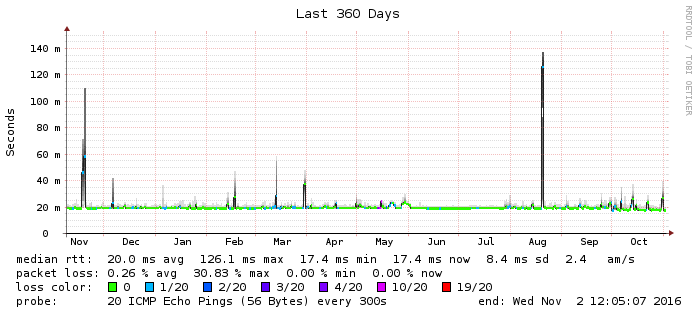 Last 360 Days
RRDTOOL / TOBI OETIKER
Seconds
140 m
120 m
100 m
80 m
60 m
40 m
20 m
0
Nov Dec Jan Feb Mar Apr May Jun Jul Aug Sep Oct
median rtt: 20.0 ms avg 126.1 ms max 17.4 ms min 17.4 ms now 8.4 ms sd 2.4 am/s
packet loss: 0.26 % avg 30.83 % max 0.00 % min 0.00 % now
loss color: 0 1/20 2/20 3/20 4/20 10/20 19/20
probe: 20 ICMP Echo Pings (56 Bytes) every 300s end: Wed Nov 2 12:05:07 2016